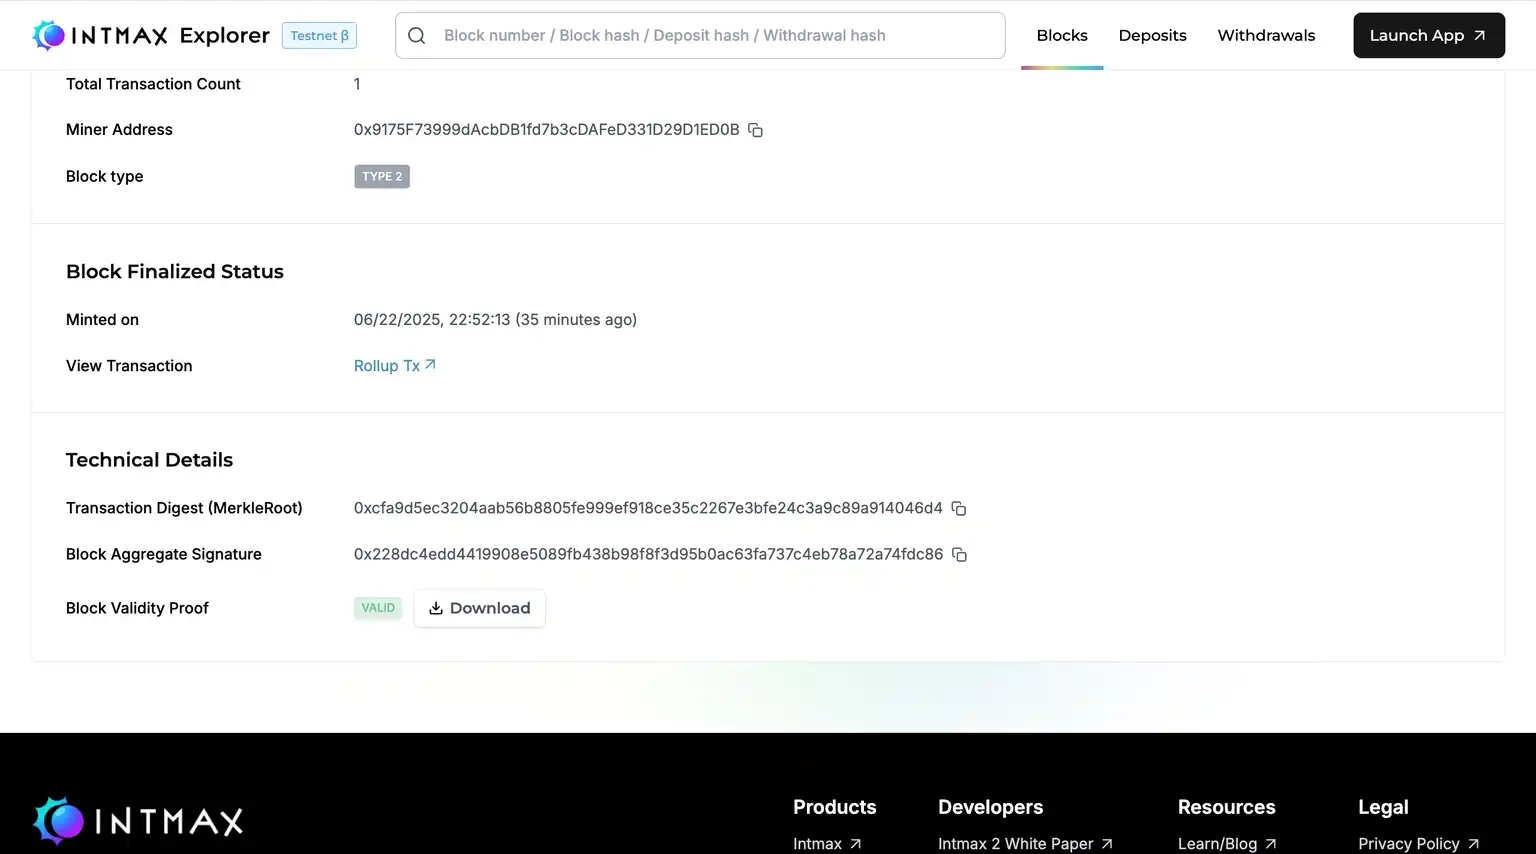 INTMAX Explorer Testnet β Block number / Block hash / Deposit hash / Withdrawal hash Blocks Deposits Withdrawals Launch App
Total Transaction Count 1
Miner Address 0x9175F73999dAcbDB1fd7b3cDAFeD331D29D1ED0B
Block type TYPE 2
Block Finalized Status
Minted on 06/22/2025, 22:52:13 (35 minutes ago)
View Transaction Rollup Tx
Technical Details
Transaction Digest (MerkleRoot) 0xcfa9d5ec3204aab56b8805fe999ef918ce35c2267e3bfe24c3a9c89a914046d4
Block Aggregate Signature 0x228dc4edd4419908e5089fb438b98f8f3d95b0ac63fa737c4eb78a72a74fdc86
Block Validity Proof VALID Download
INTMAX
Products Developers Resources Legal
Intmax Intmax 2 White Paper Learn/Blog Privacy Policy